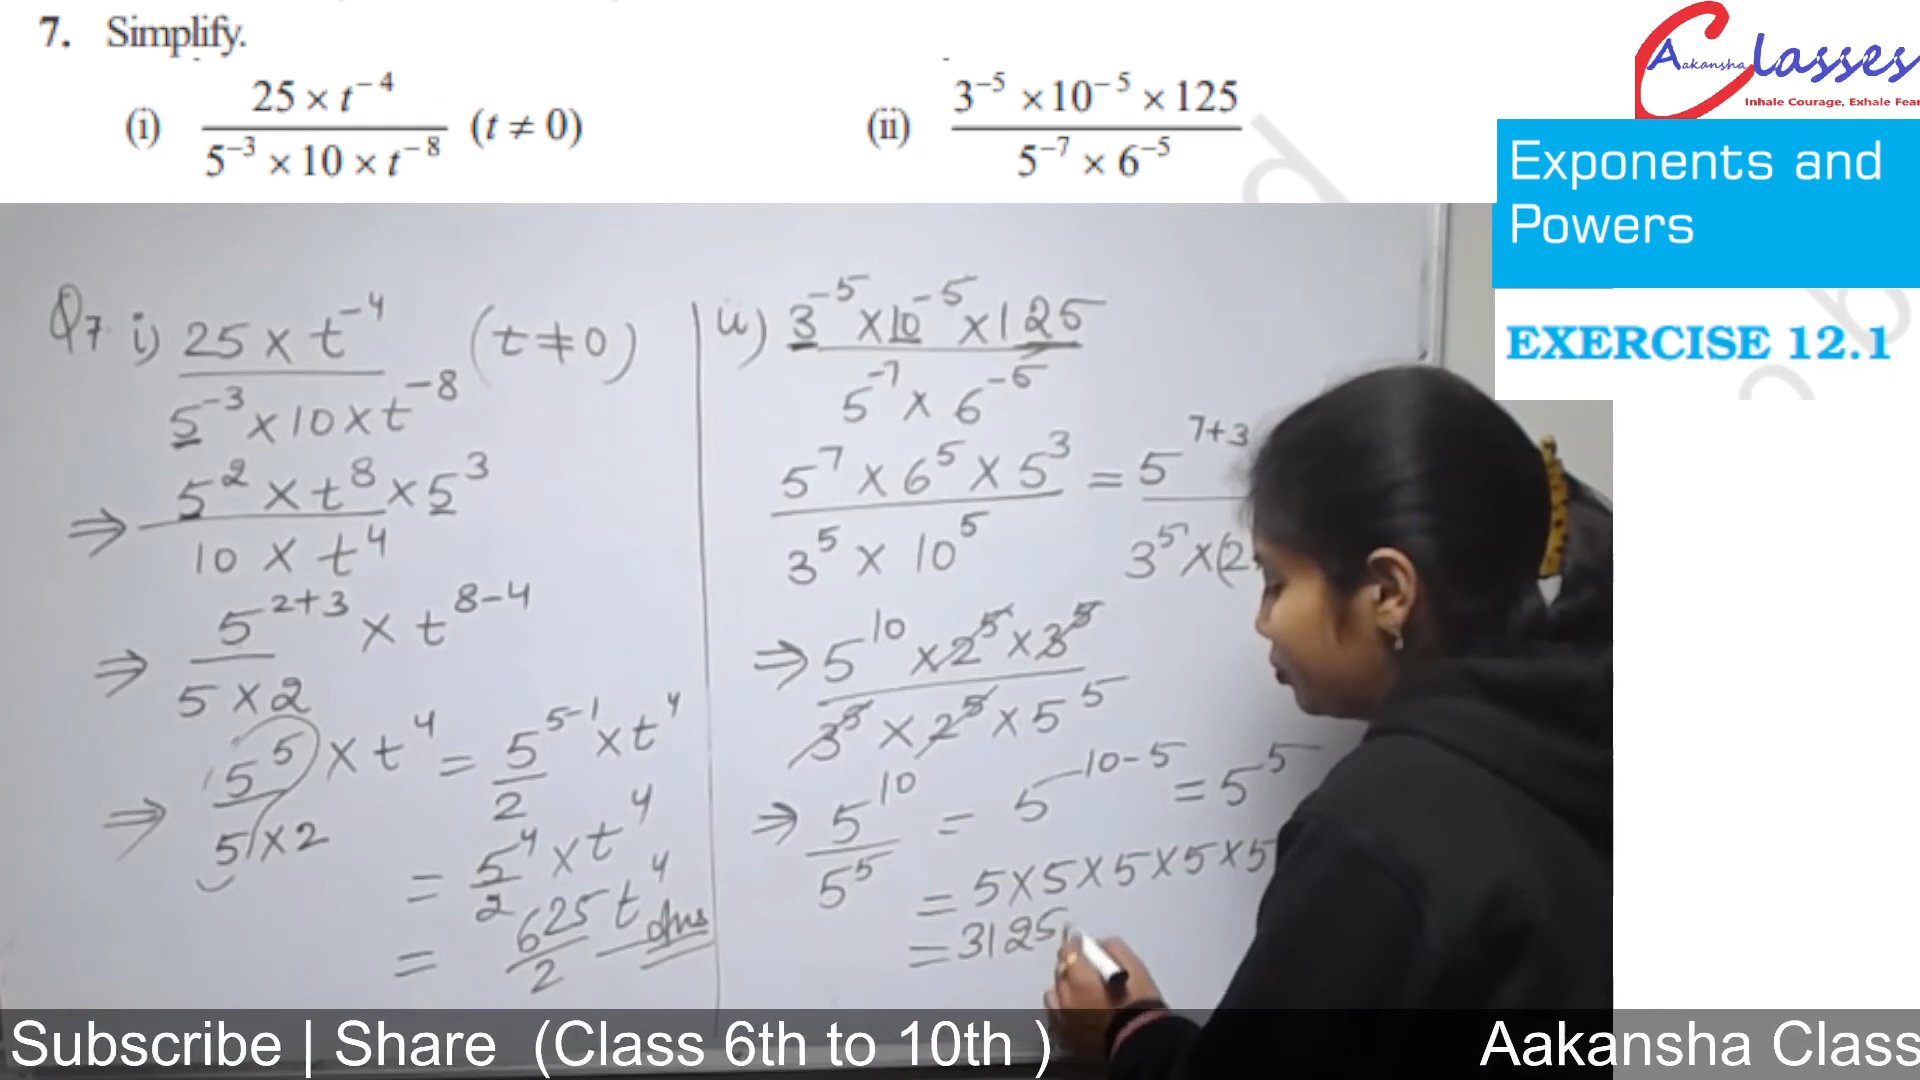 7. Simplify.
(i) 25 × t⁻⁴ / 5⁻³ × 10 × t⁻⁸ (t ≠ 0)
(ii) 3⁻⁵ × 10⁻⁵ × 125 / 5⁻⁷ × 6⁻⁵
Aakansha Classes
Inhale Courage, Exhale Fear
Exponents and
Powers
EXERCISE 12.1
Q7 i) 25 × t⁻⁴ / 5⁻³ × 10 × t⁻⁸ (t ≠ 0)
⇒ 5² × t⁸ × 5³ / 10 × t⁴
⇒ 5²⁺³ / 5 × 2 × t⁸⁻⁴
⇒ 5⁵ / 5 × 2 × t⁴ = 5⁵⁻¹ / 2 × t⁴
= 5⁴ / 2 × t⁴
= 625 / 2 t⁴ Ans
ii) 3⁻⁵ × 10⁻⁵ × 125 / 5⁻⁷ × 6⁻⁵
5⁷ × 6⁵ × 5³ / 3⁵ × 10⁵ = 5⁷⁺³ / 3⁵ × (2
⇒ 5¹⁰ × 2⁵ × 3⁵ / 3⁵ × 2⁵ × 5⁵
⇒ 5¹⁰ / 5⁵ = 5¹⁰⁻⁵ = 5⁵
= 5 × 5 × 5 × 5 × 5
= 3125
Subscribe | Share (Class 6th to 10th )
Aakansha Class